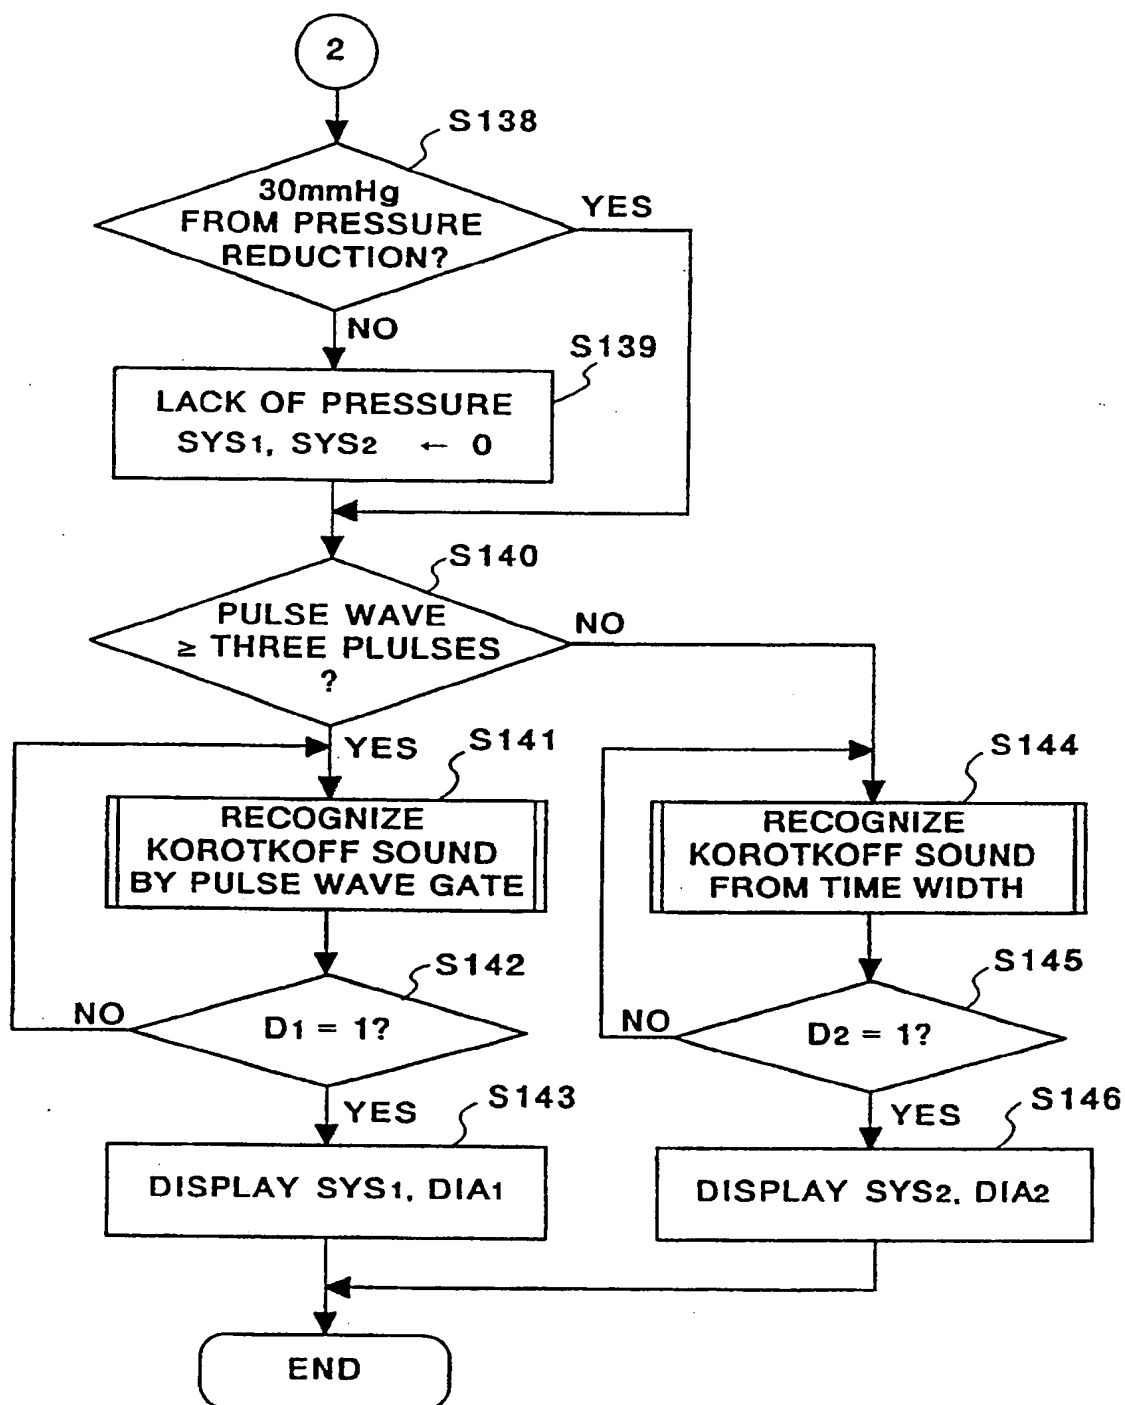 2
S138
30mmHg
FROM PRESSURE
REDUCTION?
YES
NO
S139
LACK OF PRESSURE
SYS1, SYS2 ← 0
S140
PULSE WAVE
≥ THREE PLULSES
?
NO
YES
S141
RECOGNIZE
KOROTKOFF SOUND
BY PULSE WAVE GATE
S144
RECOGNIZE
KOROTKOFF SOUND
FROM TIME WIDTH
S142
NO
D1 = 1?
S145
NO
D2 = 1?
YES
S143
DISPLAY SYS1, DIA1
YES
S146
DISPLAY SYS2, DIA2
END